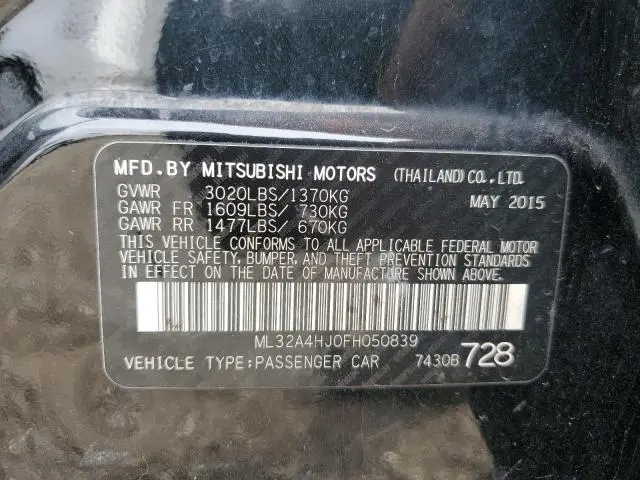 MFD.BY MITSUBISHI MOTORS (THAILAND) CO.,LTD.
GVWR 3020LBS/1370KG MAY 2015
GAWR FR 1609LBS/ 730KG
GAWR RR 1477LBS/ 670KG
THIS VEHICLE CONFORMS TO ALL APPLICABLE FEDERAL MOTOR
VEHICLE SAFETY, BUMPER, AND THEFT PREVENTION STANDARDS
IN EFFECT ON THE DATE OF MANUFACTURE SHOWN ABOVE.
ML32A4HJ0FH050839
VEHICLE TYPE:PASSENGER CAR 7430B 728